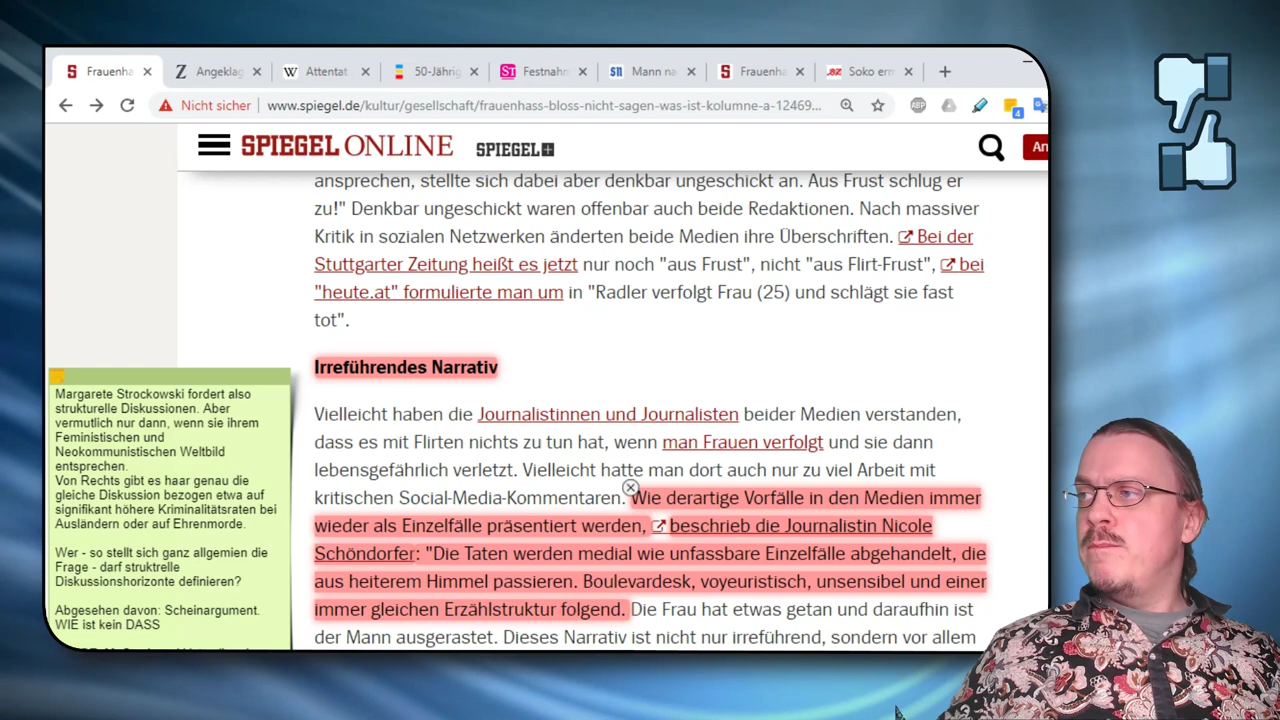 Frauenha
Angeklag
Attentat
50-Jährig
Festnahm
Mann na
Frauenha
Soko erm
Nicht sicher
www.spiegel.de/kultur/gesellschaft/frauenhass-bloss-nicht-sagen-was-ist-kolumne-a-12469...
ABP
4
SPIEGEL ONLINE
SPIEGEL+
An
ansprechen, stellte sich dabei aber denkbar ungeschickt an. Aus Frust schlug er
zu!" Denkbar ungeschickt waren offenbar auch beide Redaktionen. Nach massiver
Kritik in sozialen Netzwerken änderten beide Medien ihre Überschriften. Bei der
Stuttgarter Zeitung heißt es jetzt nur noch "aus Frust", nicht "aus Flirt-Frust", bei
"heute.at" formulierte man um in "Radler verfolgt Frau (25) und schlägt sie fast
tot".
Irreführendes Narrativ
Vielleicht haben die Journalistinnen und Journalisten beider Medien verstanden,
dass es mit Flirten nichts zu tun hat, wenn man Frauen verfolgt und sie dann
lebensgefährlich verletzt. Vielleicht hatte man dort auch nur zu viel Arbeit mit
kritischen Social-Media-Kommentaren. Wie derartige Vorfälle in den Medien immer
wieder als Einzelfälle präsentiert werden, beschrieb die Journalistin Nicole
Schöndorfer: "Die Taten werden medial wie unfassbare Einzelfälle abgehandelt, die
aus heiterem Himmel passieren. Boulevardesk, voyeuristisch, unsensibel und einer
immer gleichen Erzählstruktur folgend. Die Frau hat etwas getan und daraufhin ist
der Mann ausgerastet. Dieses Narrativ ist nicht nur irreführend, sondern vor allem
Margarete Strockowski fordert also
strukturelle Diskussionen. Aber
vermutlich nur dann, wenn sie ihrem
Feministischen und
Neokommunistischen Weltbild
entsprechen.
Von Rechts gibt es haar genau die
gleiche Diskussion bezogen etwa auf
signifikant höhere Kriminalitätsraten bei
Ausländern oder auf Ehrenmorde.
Wer - so stellt sich ganz allgemien die
Frage - darf struktrelle
Diskussionshorizonte definieren?
Abgesehen davon: Scheinargument.
WIE ist kein DASS